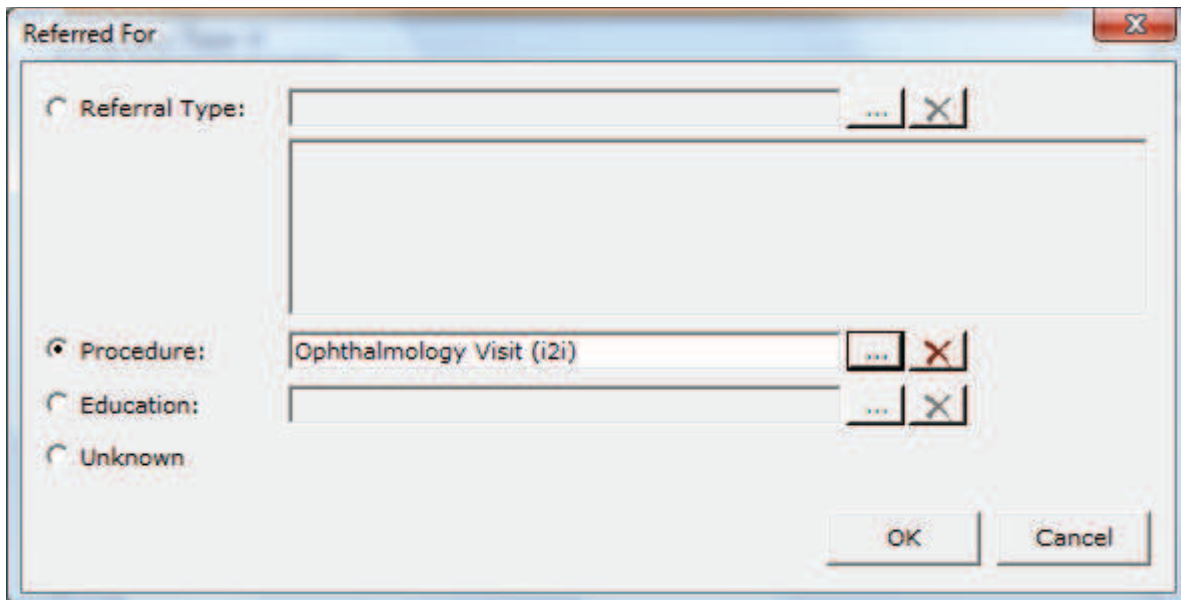 Referred For
Referral Type:
...
Procedure: Ophthalmology Visit (i2i) ...
Education: ...
Unknown
OK Cancel